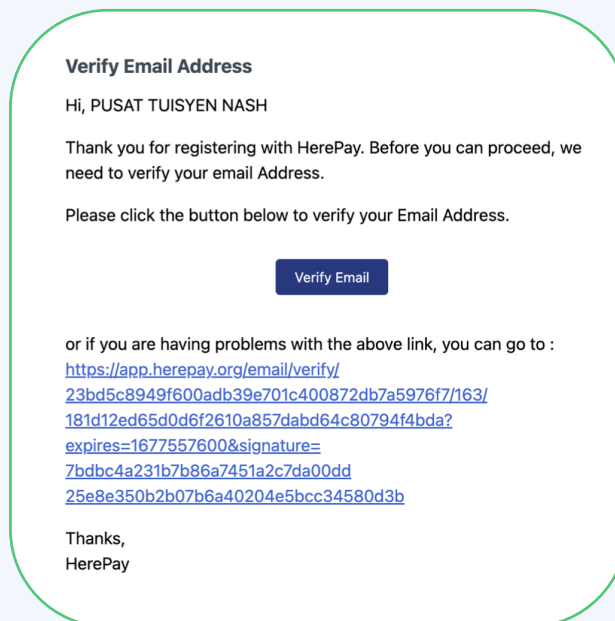 Verify Email Address
Hi, PUSAT TUISYEN NASH
Thank you for registering with HerePay. Before you can proceed, we
need to verify your email Address.
Please click the button below to verify your Email Address.
Verify Email
or if you are having problems with the above link, you can go to :
https://app.herepay.org/email/verify/
23bd5c8949f600adb39e701c400872db7a5976f7/163/
181d12ed65d0d6f2610a857dabd64c80794f4bda?
expires=1677557600&signature=
7bdbc4a231b7b86a7451a2c7da00dd
25e8e350b2b07b6a40204e5bcc34580d3b
Thanks,
HerePay